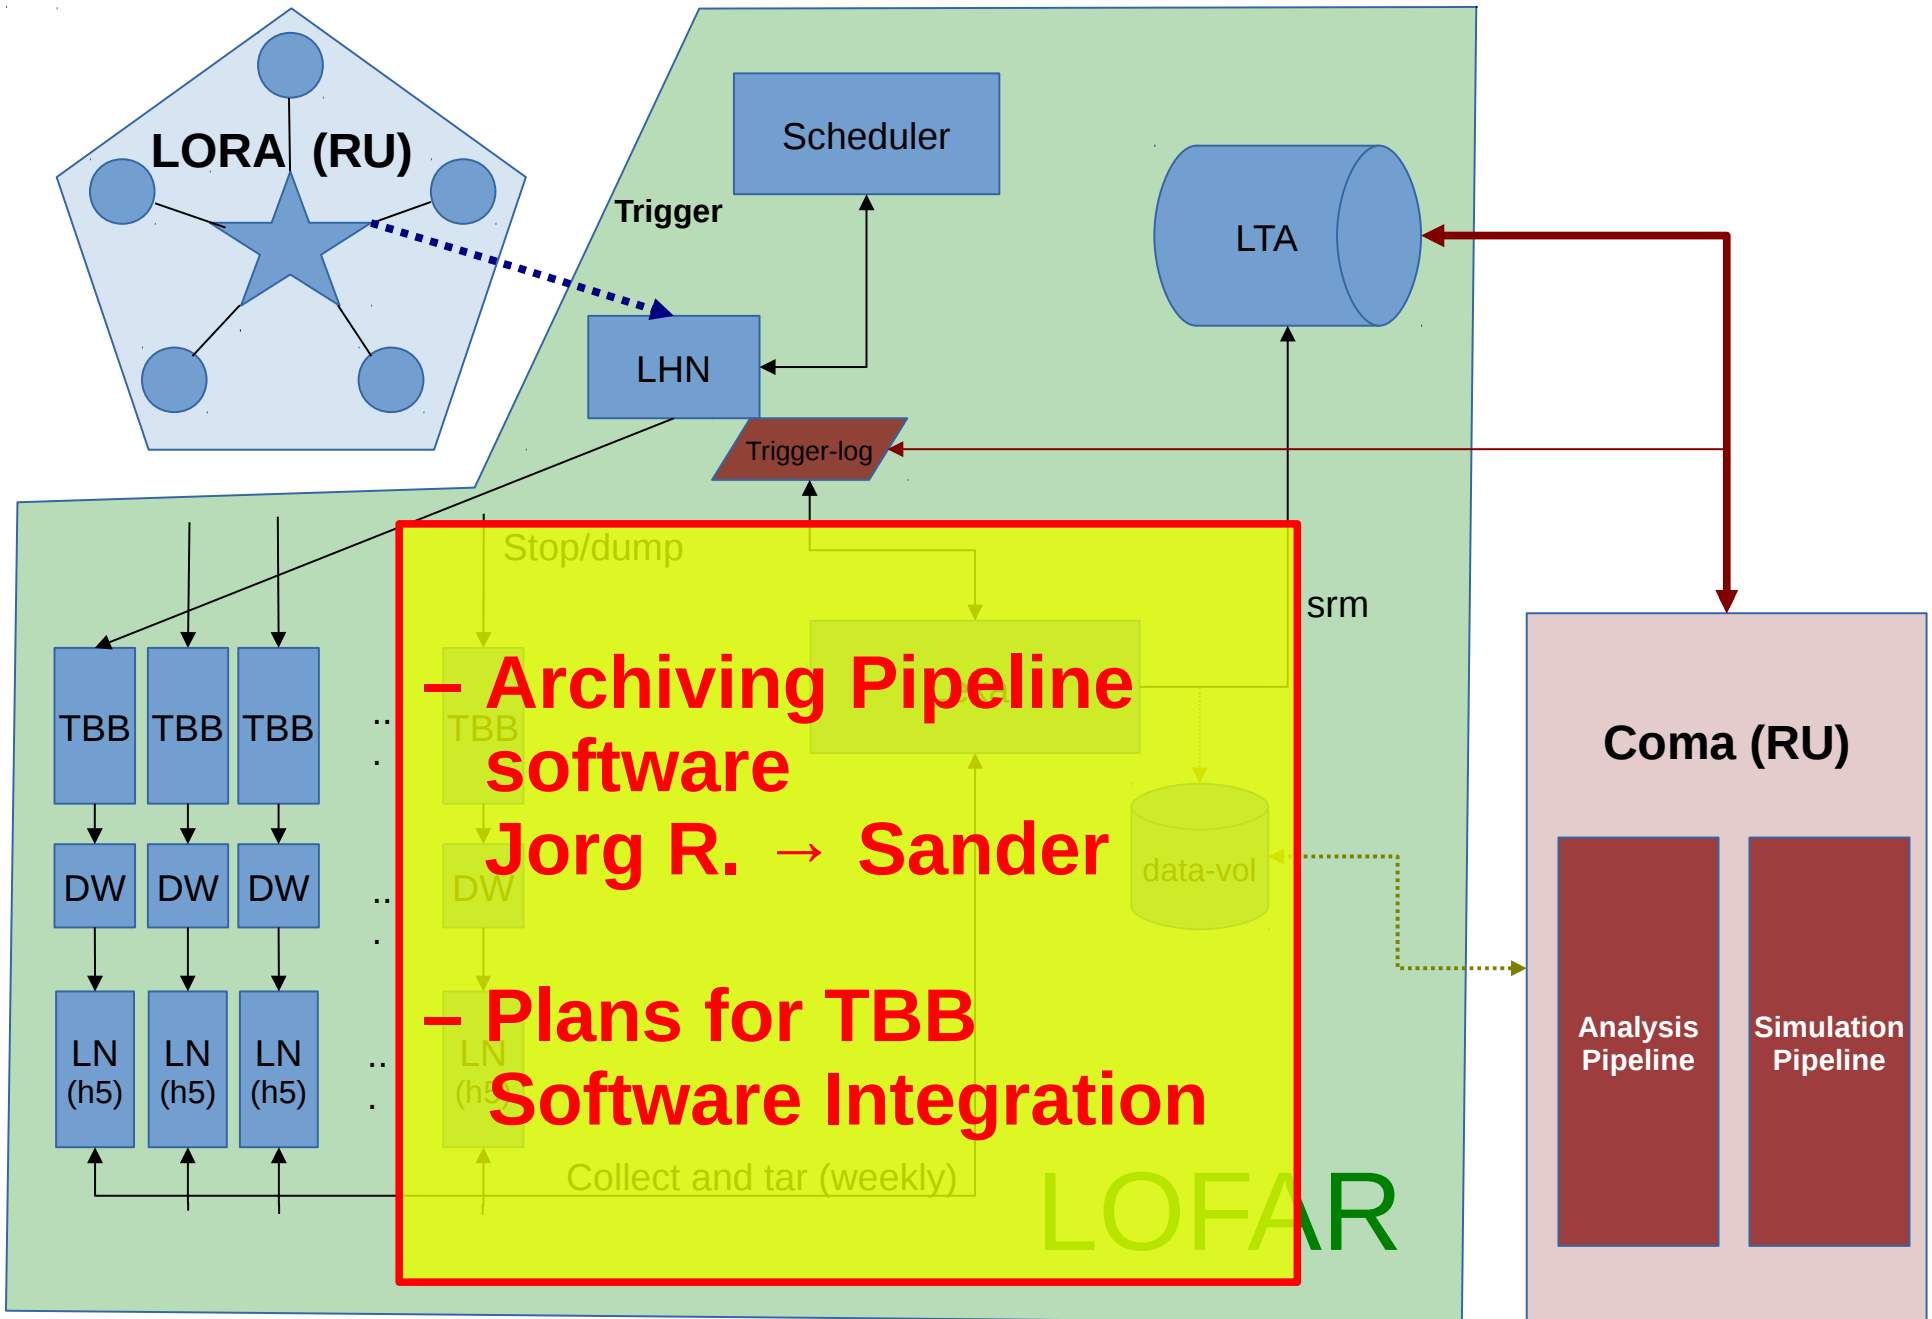 LORA (RU)
Scheduler
Trigger
LTA
LHN
Trigger-log
Stop/dump
srm
– Archiving Pipeline
software
Jorg R. → Sander
– Plans for TBB
Software Integration
TBB TBB TBB .. TBB
.
DW DW DW .. DW
.
LN LN LN .. LN
(h5) (h5) (h5) . (h5)
data-vol
Collect and tar (weekly)
LOFAR
Coma (RU)
Analysis
Pipeline
Simulation
Pipeline